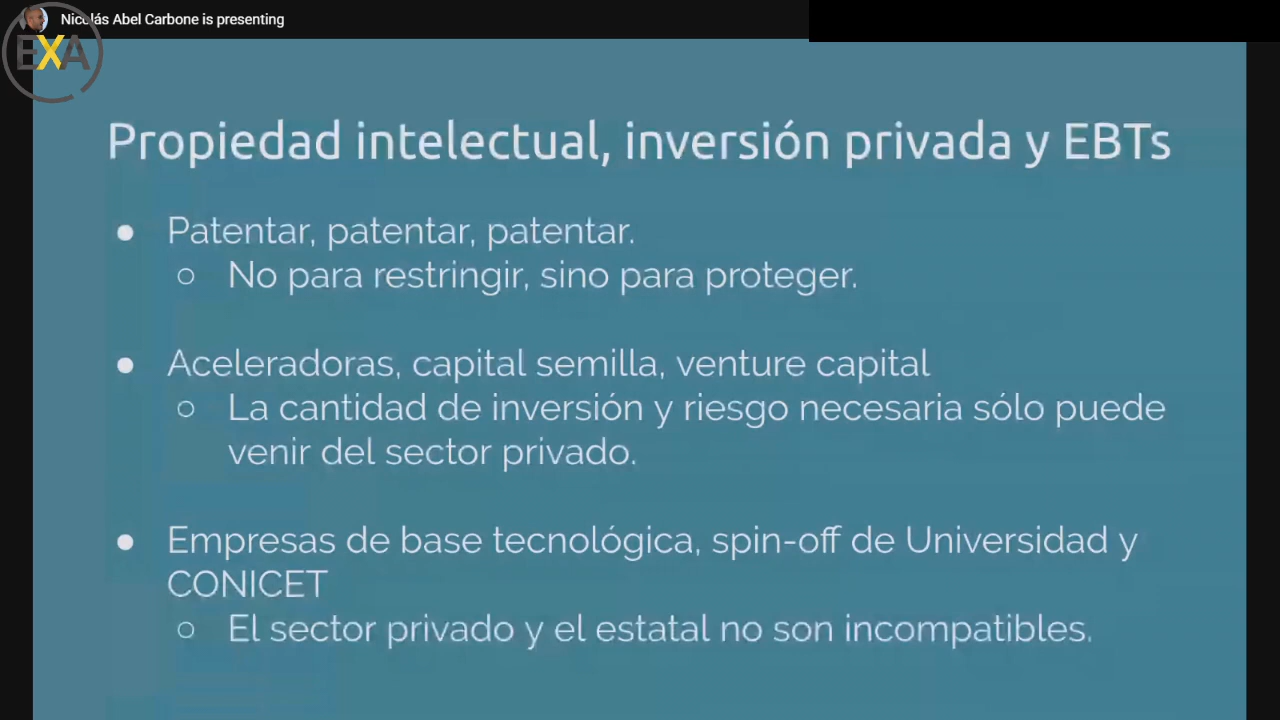 Nicolás Abel Carbone is presenting
EXA
Propiedad intelectual, inversión privada y EBTs
● Patentar, patentar, patentar.
○ No para restringir, sino para proteger.
● Aceleradoras, capital semilla, venture capital
○ La cantidad de inversión y riesgo necesaria sólo puede
venir del sector privado.
● Empresas de base tecnológica, spin-off de Universidad y
CONICET
○ El sector privado y el estatal no son incompatibles.